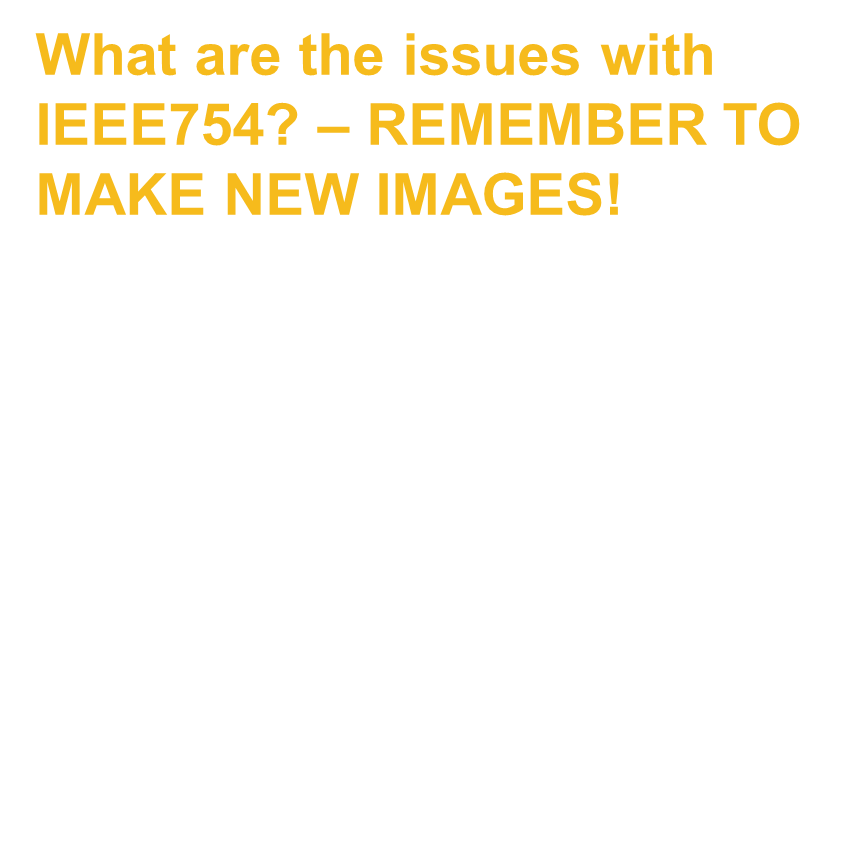 What are the issues with
IEEE754? – REMEMBER TO
MAKE NEW IMAGES!